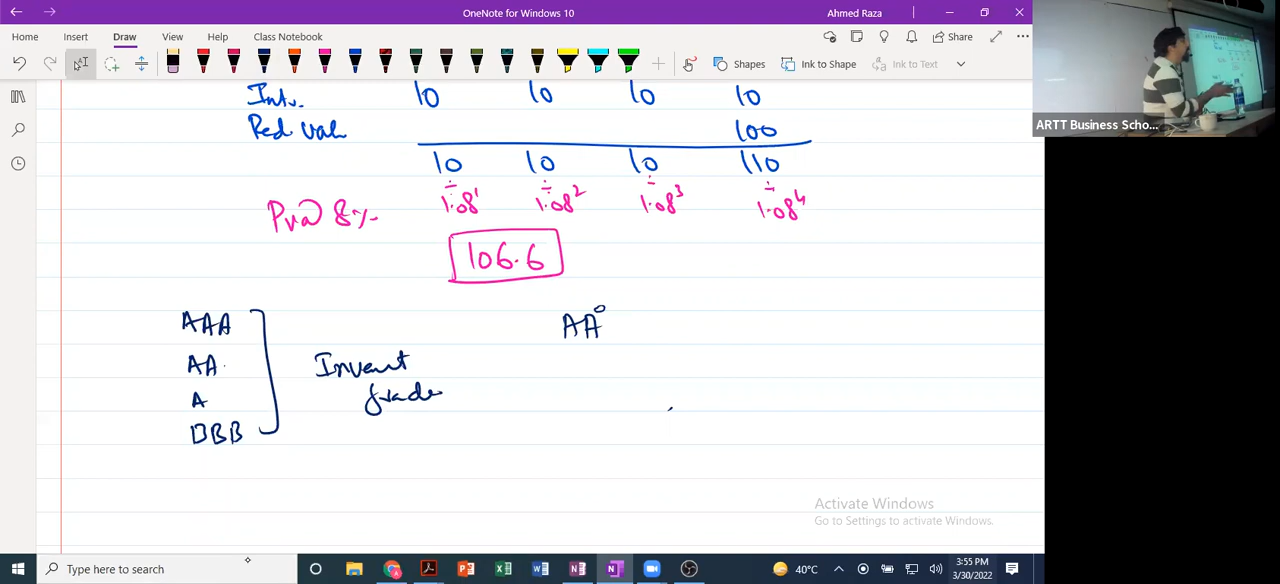 OneNote for Windows 10
Ahmed Raza
Home Insert Draw View Help Class Notebook
Share
Shapes
Ink to Shape
Ink to Text
Intr. 10 10 10 10
Red val 100
10 10 10 110
÷ ÷ ÷ ÷
1.08¹ 1.08² 1.08³ 1.08⁴
PV@ 8%
106.6
AAA
AA
A
BBB
Invent
grade
AA°
ARTT Business Scho...
Activate Windows
Go to Settings to activate Windows.
Type here to search
40°C
3:55 PM
3/30/2022